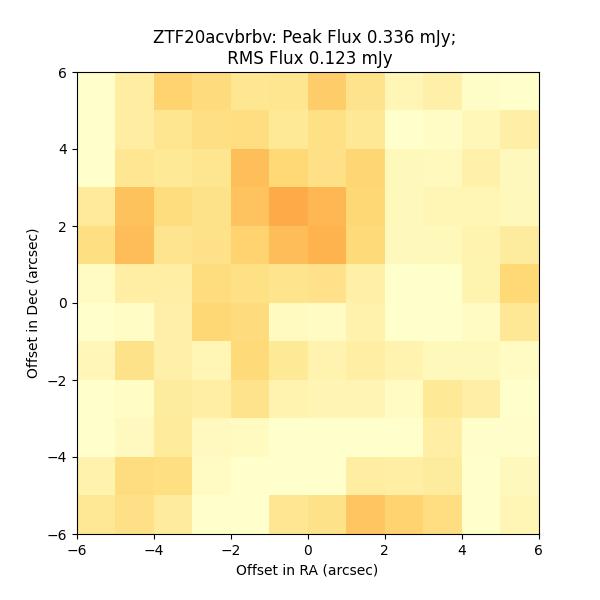 ZTF20acvbrbv: Peak Flux 0.336 mJy;
RMS Flux 0.123 mJy
6
4
2
0
−2
−4
−6
Offset in Dec (arcsec)
−6 −4 −2 0 2 4 6
Offset in RA (arcsec)